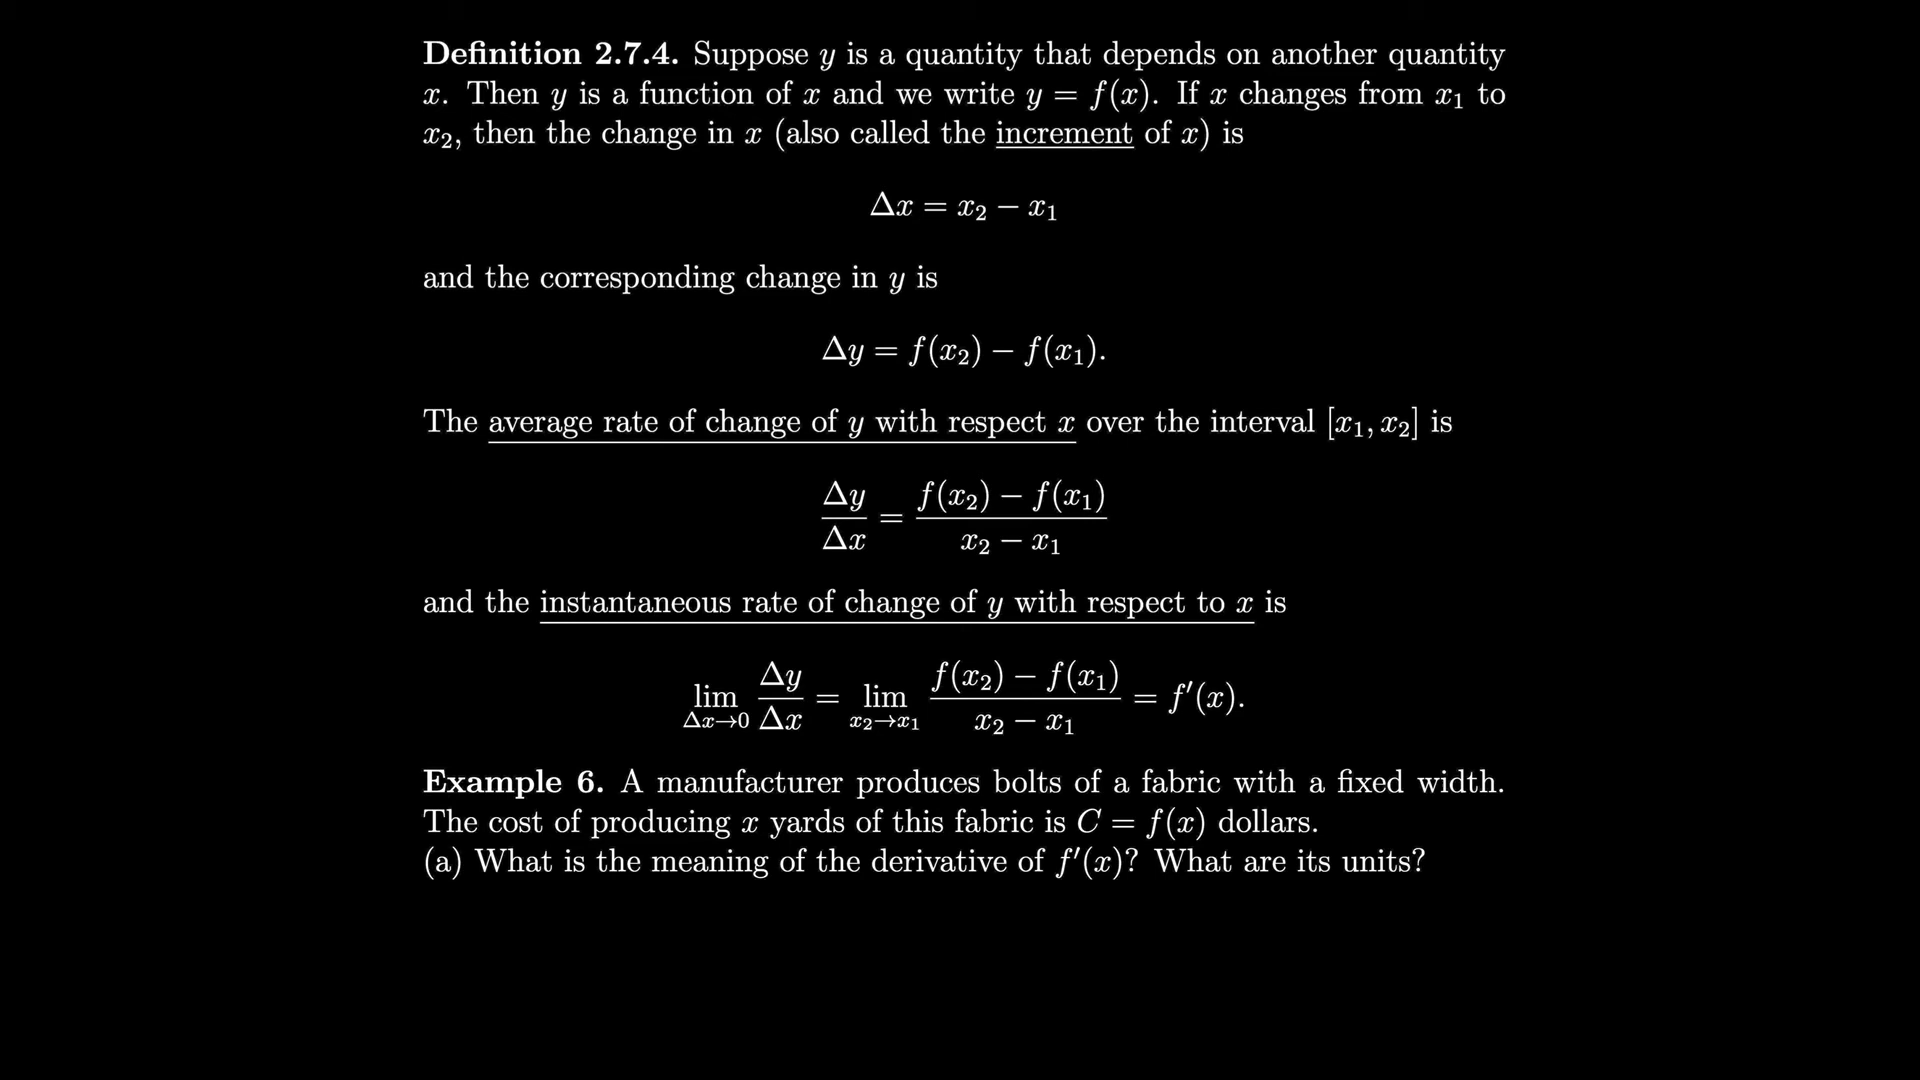 Definition 2.7.4. Suppose y is a quantity that depends on another quantity
x. Then y is a function of x and we write y = f(x). If x changes from x₁ to
x₂, then the change in x (also called the increment of x) is
Δx = x₂ − x₁
and the corresponding change in y is
Δy = f(x₂) − f(x₁).
The average rate of change of y with respect x over the interval [x₁, x₂] is
Δy/Δx = (f(x₂) − f(x₁))/(x₂ − x₁)
and the instantaneous rate of change of y with respect to x is
lim Δx→0 Δy/Δx = lim x₂→x₁ (f(x₂) − f(x₁))/(x₂ − x₁) = f′(x).
Example 6. A manufacturer produces bolts of a fabric with a fixed width.
The cost of producing x yards of this fabric is C = f(x) dollars.
(a) What is the meaning of the derivative of f′(x)? What are its units?